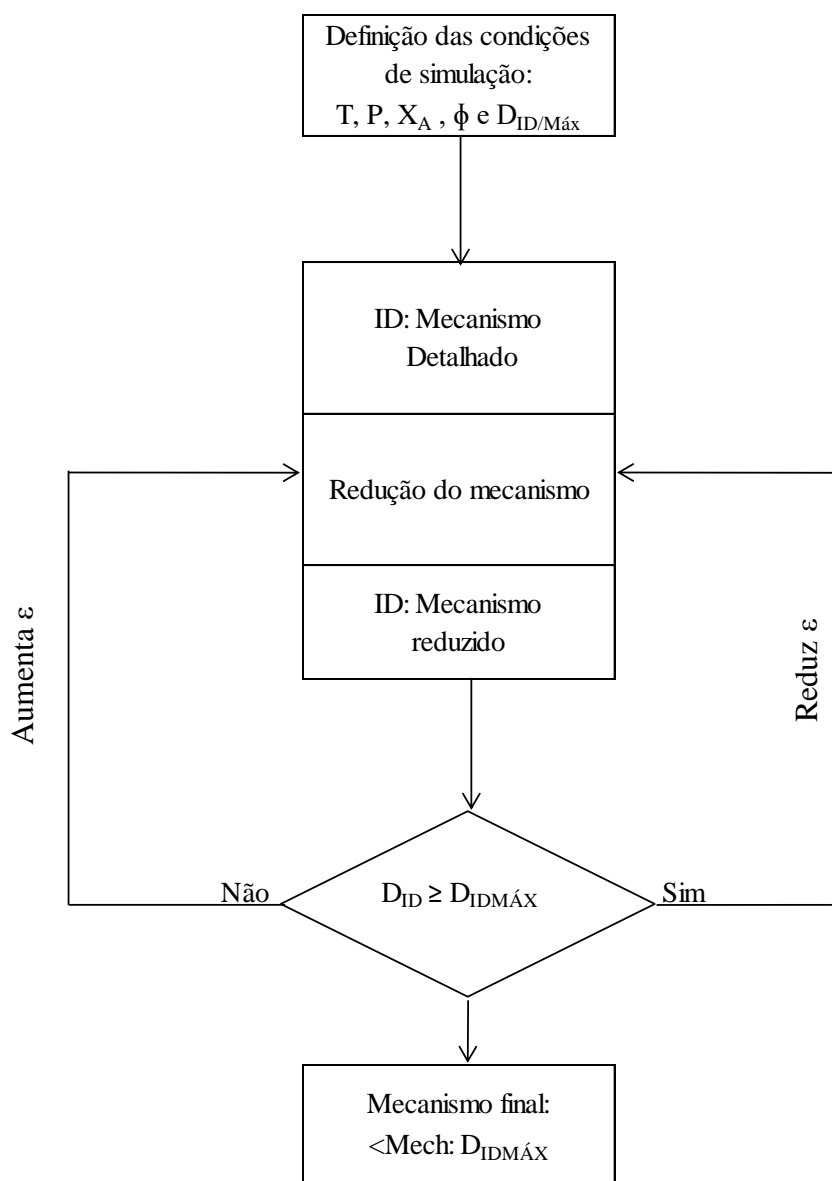 Definição das condições
de simulação:
T, P, X_A , ϕ e D_ID/Máx
ID: Mecanismo
Detalhado
Redução do mecanismo
ID: Mecanismo
reduzido
Aumenta ε
Reduz ε
Não
D_ID ≥ D_IDMÁX
Sim
Mecanismo final:
<Mech: D_IDMÁX